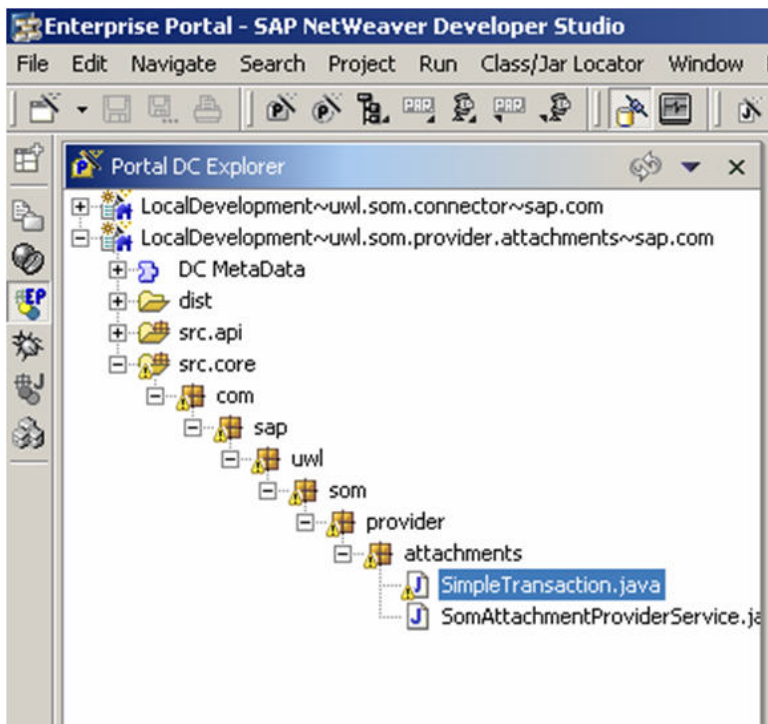 Enterprise Portal - SAP NetWeaver Developer Studio
File Edit Navigate Search Project Run Class/Jar Locator Window
Portal DC Explorer
LocalDevelopment~uwl.som.connector~sap.com
LocalDevelopment~uwl.som.provider.attachments~sap.com
DC MetaData
dist
src.api
src.core
com
sap
uwl
som
provider
attachments
SimpleTransaction.java
SomAttachmentProviderService.ja